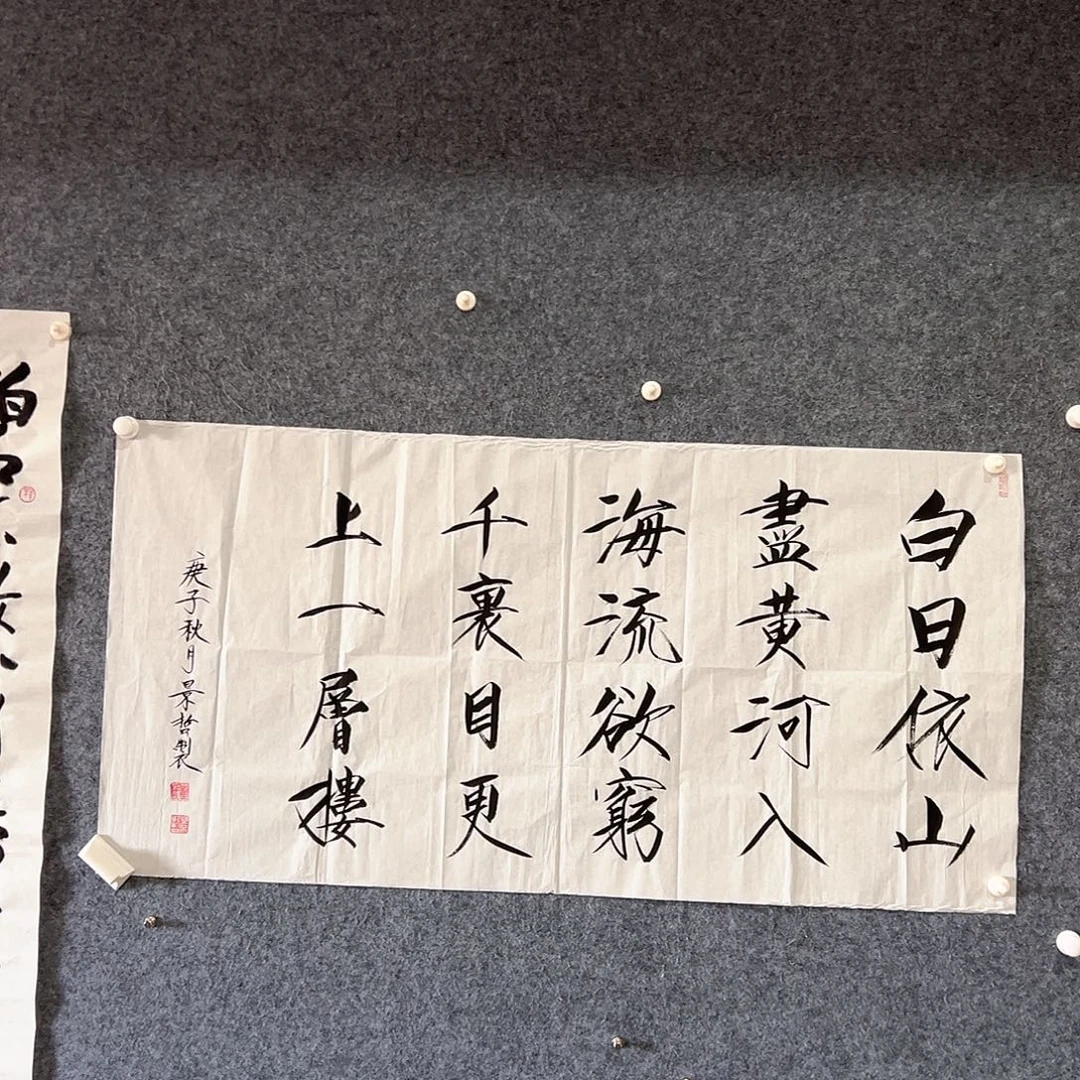 白日依山
盡黄河入
海流欲窮
千裏目更
上一層樓
庚子秋月景哲製